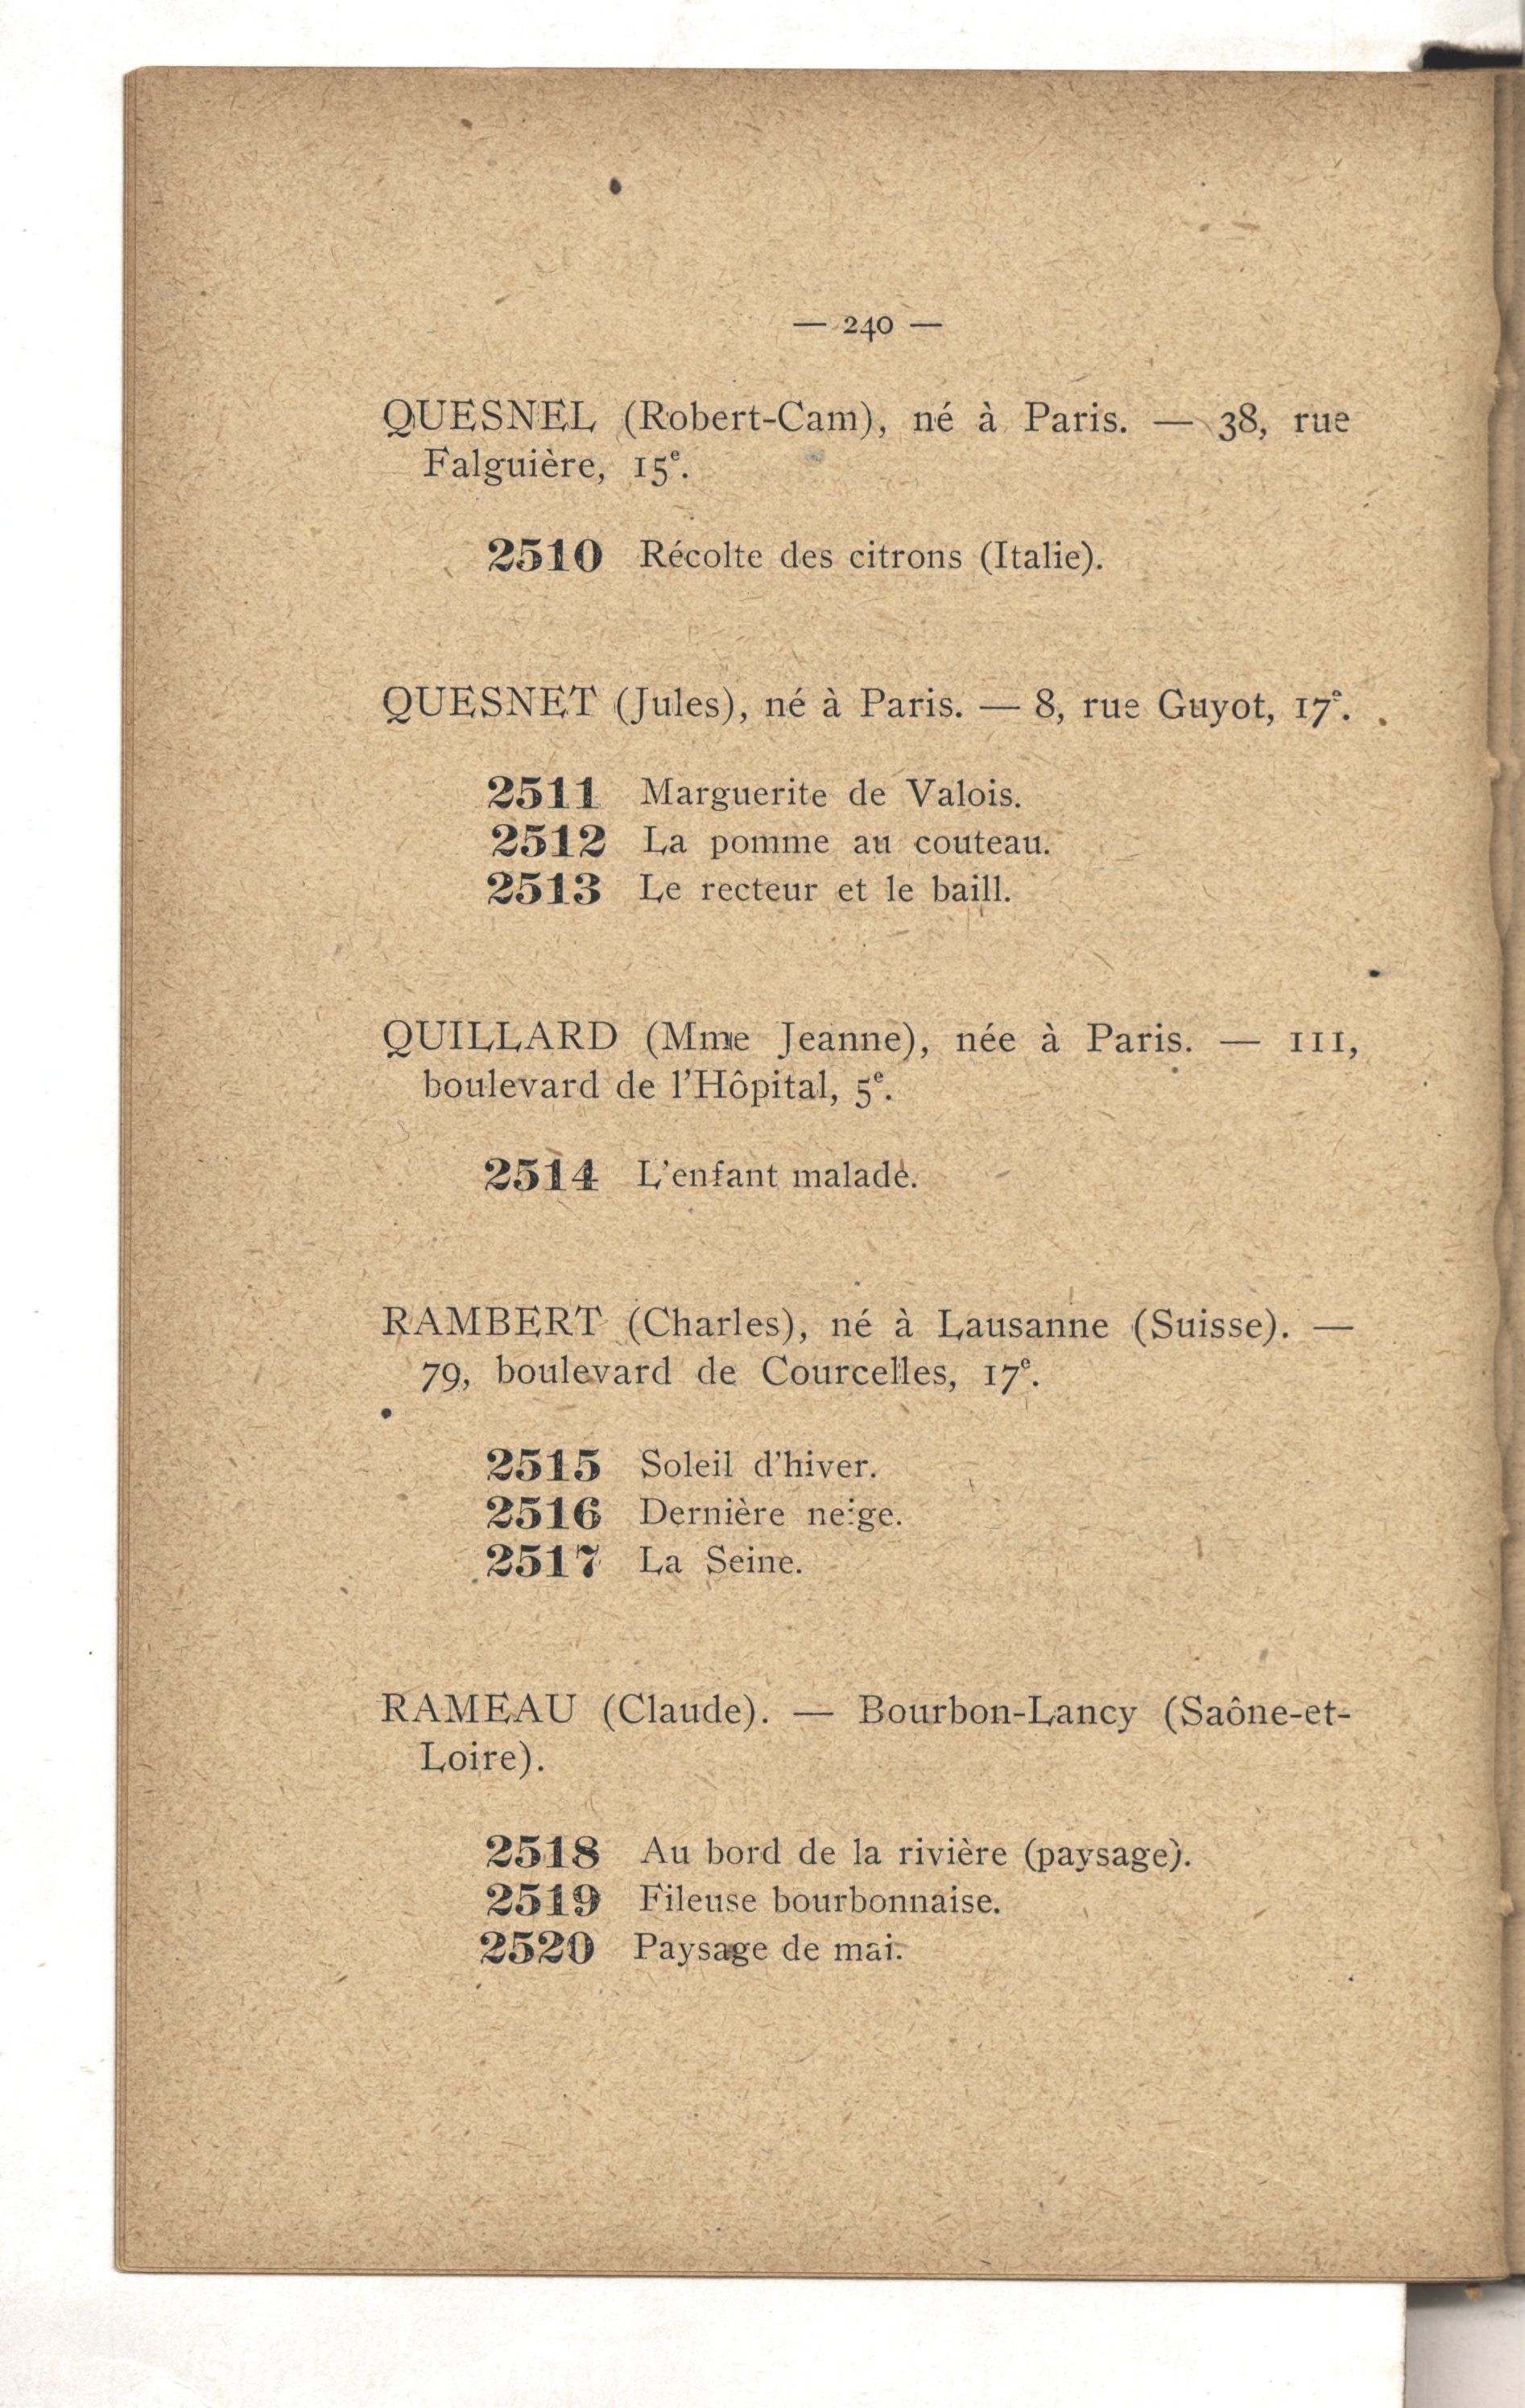 — 240 —
QUESNEL (Robert-Cam), né à Paris. — 38, rue
Falguière, 15e.
2510 Récolte des citrons (Italie).
QUESNET (Jules), né à Paris. — 8, rue Guyot, 17e.
2511 Marguerite de Valois.
2512 La pomme au couteau.
2513 Le recteur et le baill.
QUILLARD (Mme Jeanne), née à Paris. — 111,
boulevard de l'Hôpital, 5e.
2514 L'enfant malade.
RAMBERT (Charles), né à Lausanne (Suisse). —
79, boulevard de Courcelles, 17e.
2515 Soleil d'hiver.
2516 Dernière neige.
2517 La Seine.
RAMEAU (Claude). — Bourbon-Lancy (Saône-et-
Loire).
2518 Au bord de la rivière (paysage).
2519 Fileuse bourbonnaise.
2520 Paysage de mai.